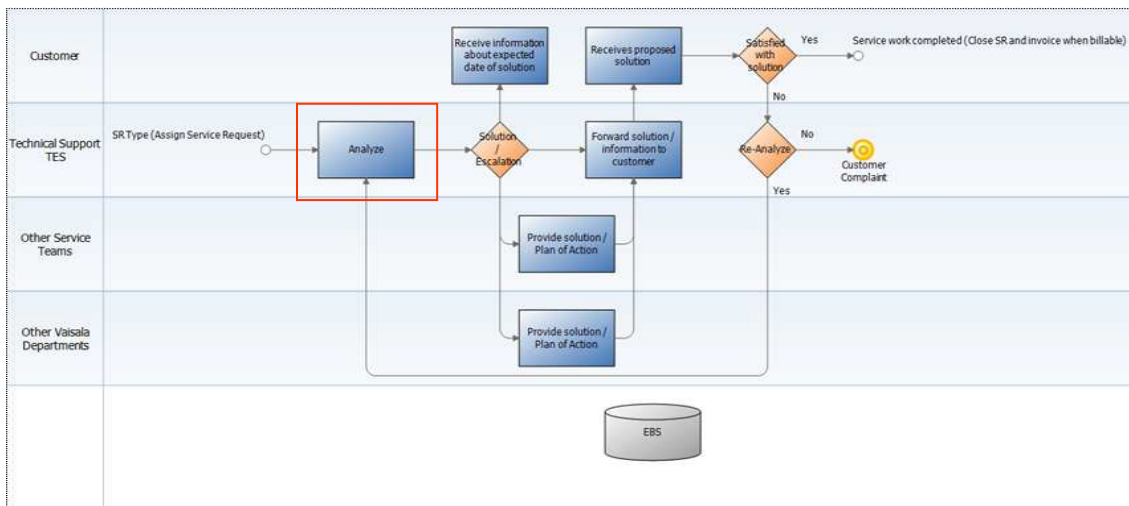 Customer
Receive information
about expected
date of solution
Receives proposed
solution
Satisfied
with
solution
Yes
Service work completed (Close SR and invoice when billable)
No
Technical Support
TES
SR Type (Assign Service Request)
Analyze
Solution
/
Escalation
Forward solution /
information to
customer
Re-Analyze
No
Customer
Complaint
Yes
Other Service
Teams
Provide solution /
Plan of Action
Other Vaisala
Departments
Provide solution /
Plan of Action
EBS